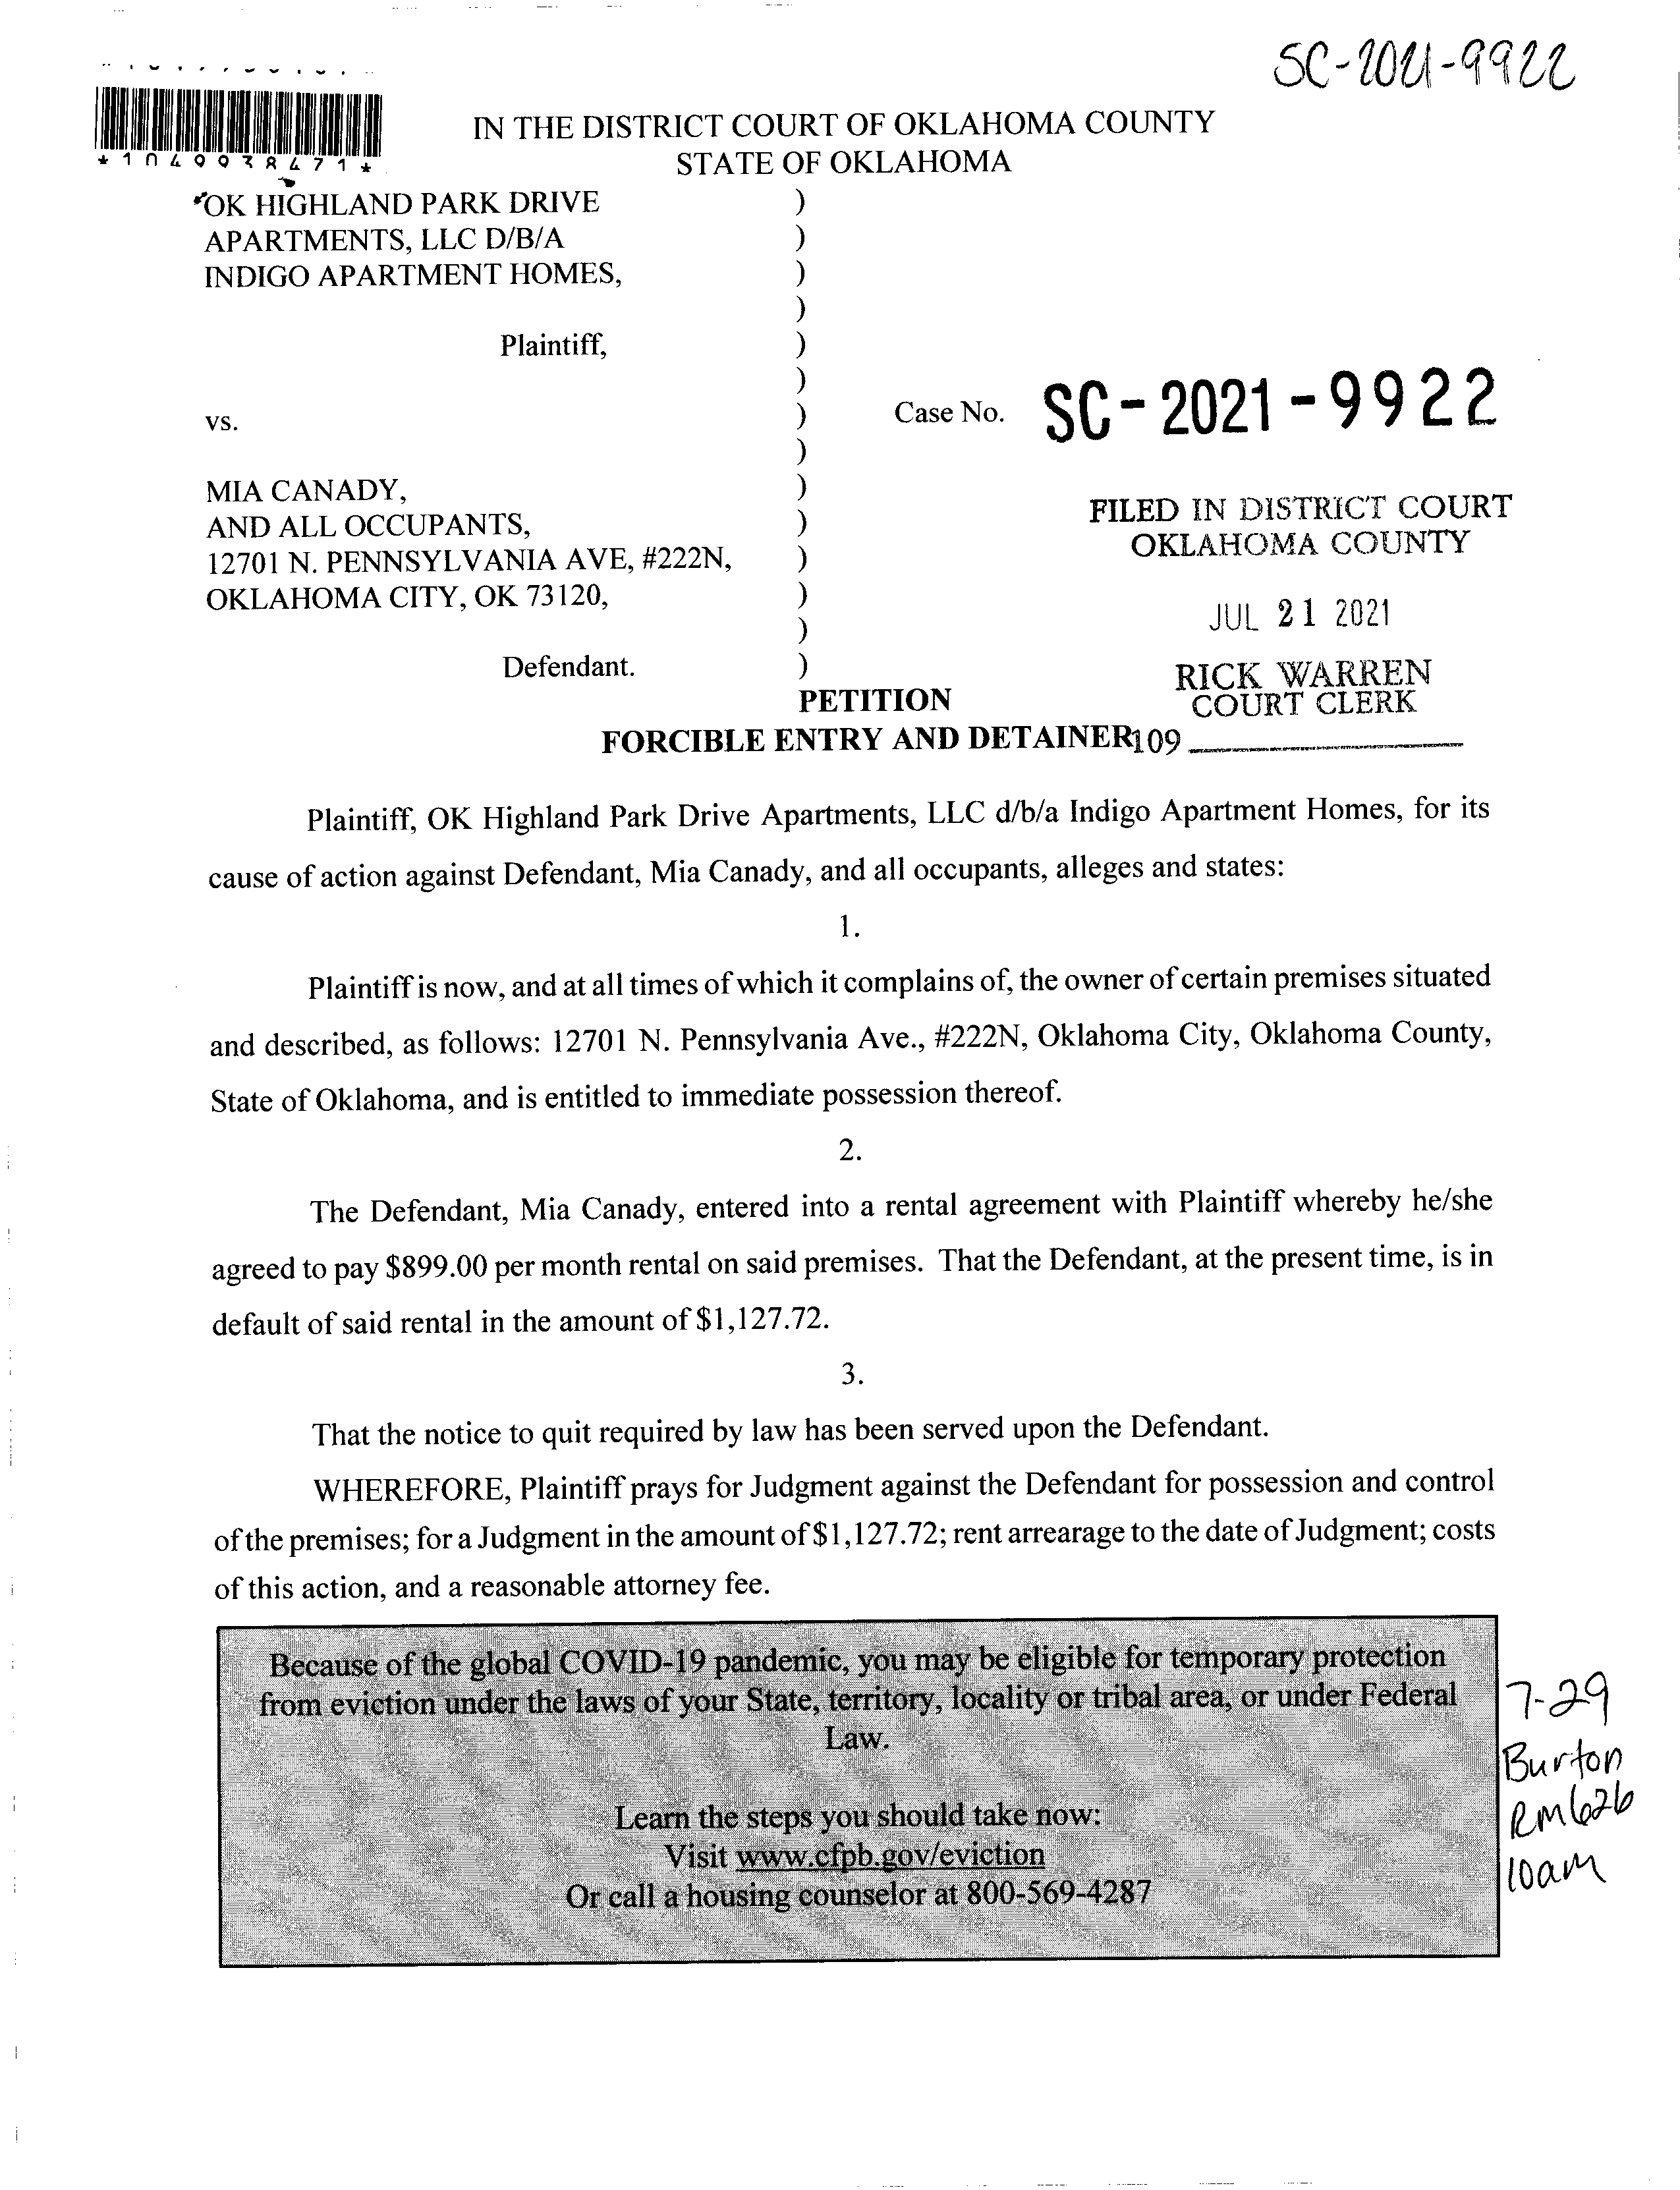 SC-2021-9922
*1049938471*
IN THE DISTRICT COURT OF OKLAHOMA COUNTY
STATE OF OKLAHOMA
OK HIGHLAND PARK DRIVE )
APARTMENTS, LLC D/B/A )
INDIGO APARTMENT HOMES, )
)
Plaintiff, )
)
vs. ) Case No. SC-2021-9922
)
MIA CANADY, )
AND ALL OCCUPANTS, )
12701 N. PENNSYLVANIA AVE, #222N, )
OKLAHOMA CITY, OK 73120, )
)
Defendant. )
FILED IN DISTRICT COURT
OKLAHOMA COUNTY
JUL 21 2021
RICK WARREN
COURT CLERK
109
PETITION
FORCIBLE ENTRY AND DETAINER
Plaintiff, OK Highland Park Drive Apartments, LLC d/b/a Indigo Apartment Homes, for its
cause of action against Defendant, Mia Canady, and all occupants, alleges and states:
1.
Plaintiff is now, and at all times of which it complains of, the owner of certain premises situated
and described, as follows: 12701 N. Pennsylvania Ave., #222N, Oklahoma City, Oklahoma County,
State of Oklahoma, and is entitled to immediate possession thereof.
2.
The Defendant, Mia Canady, entered into a rental agreement with Plaintiff whereby he/she
agreed to pay $899.00 per month rental on said premises. That the Defendant, at the present time, is in
default of said rental in the amount of $1,127.72.
3.
That the notice to quit required by law has been served upon the Defendant.
WHEREFORE, Plaintiff prays for Judgment against the Defendant for possession and control
of the premises; for a Judgment in the amount of $1,127.72; rent arrearage to the date of Judgment; costs
of this action, and a reasonable attorney fee.
Because of the global COVID-19 pandemic, you may be eligible for temporary protection
from eviction under the laws of your State, territory, locality or tribal area, or under Federal
Law.
Learn the steps you should take now:
Visit www.cfpb.gov/eviction
Or call a housing counselor at 800-569-4287
7-29
Burton
Rm 626
10am